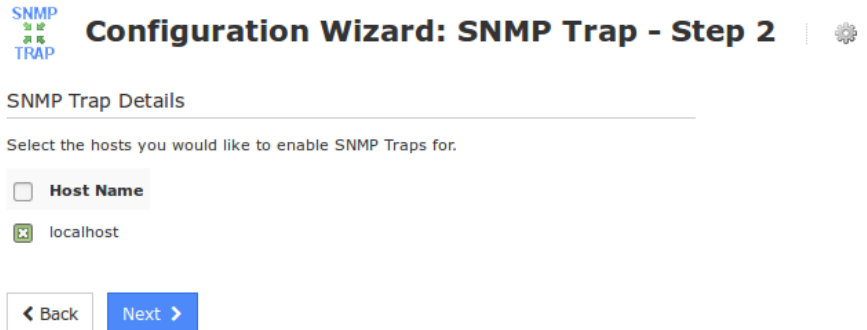 SNMP
TRAP
Configuration Wizard: SNMP Trap - Step 2
SNMP Trap Details
Select the hosts you would like to enable SNMP Traps for.
Host Name
localhost
Back
Next